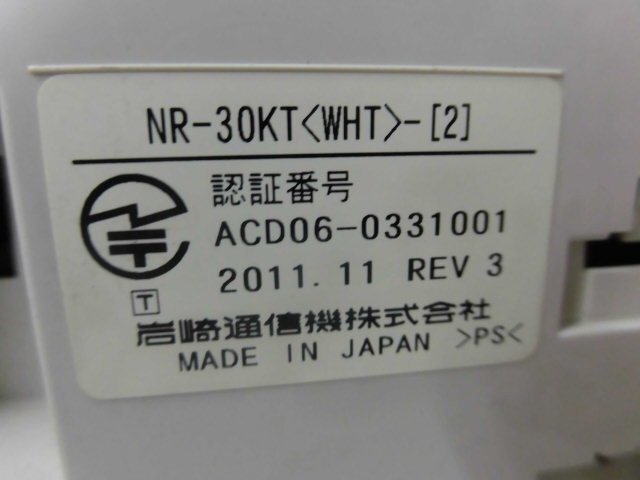 NR-30KT<WHT>-[2]
認証番号
ACD06-0331001
2011.11 REV 3
T
岩崎通信機株式会社
MADE IN JAPAN >PS<